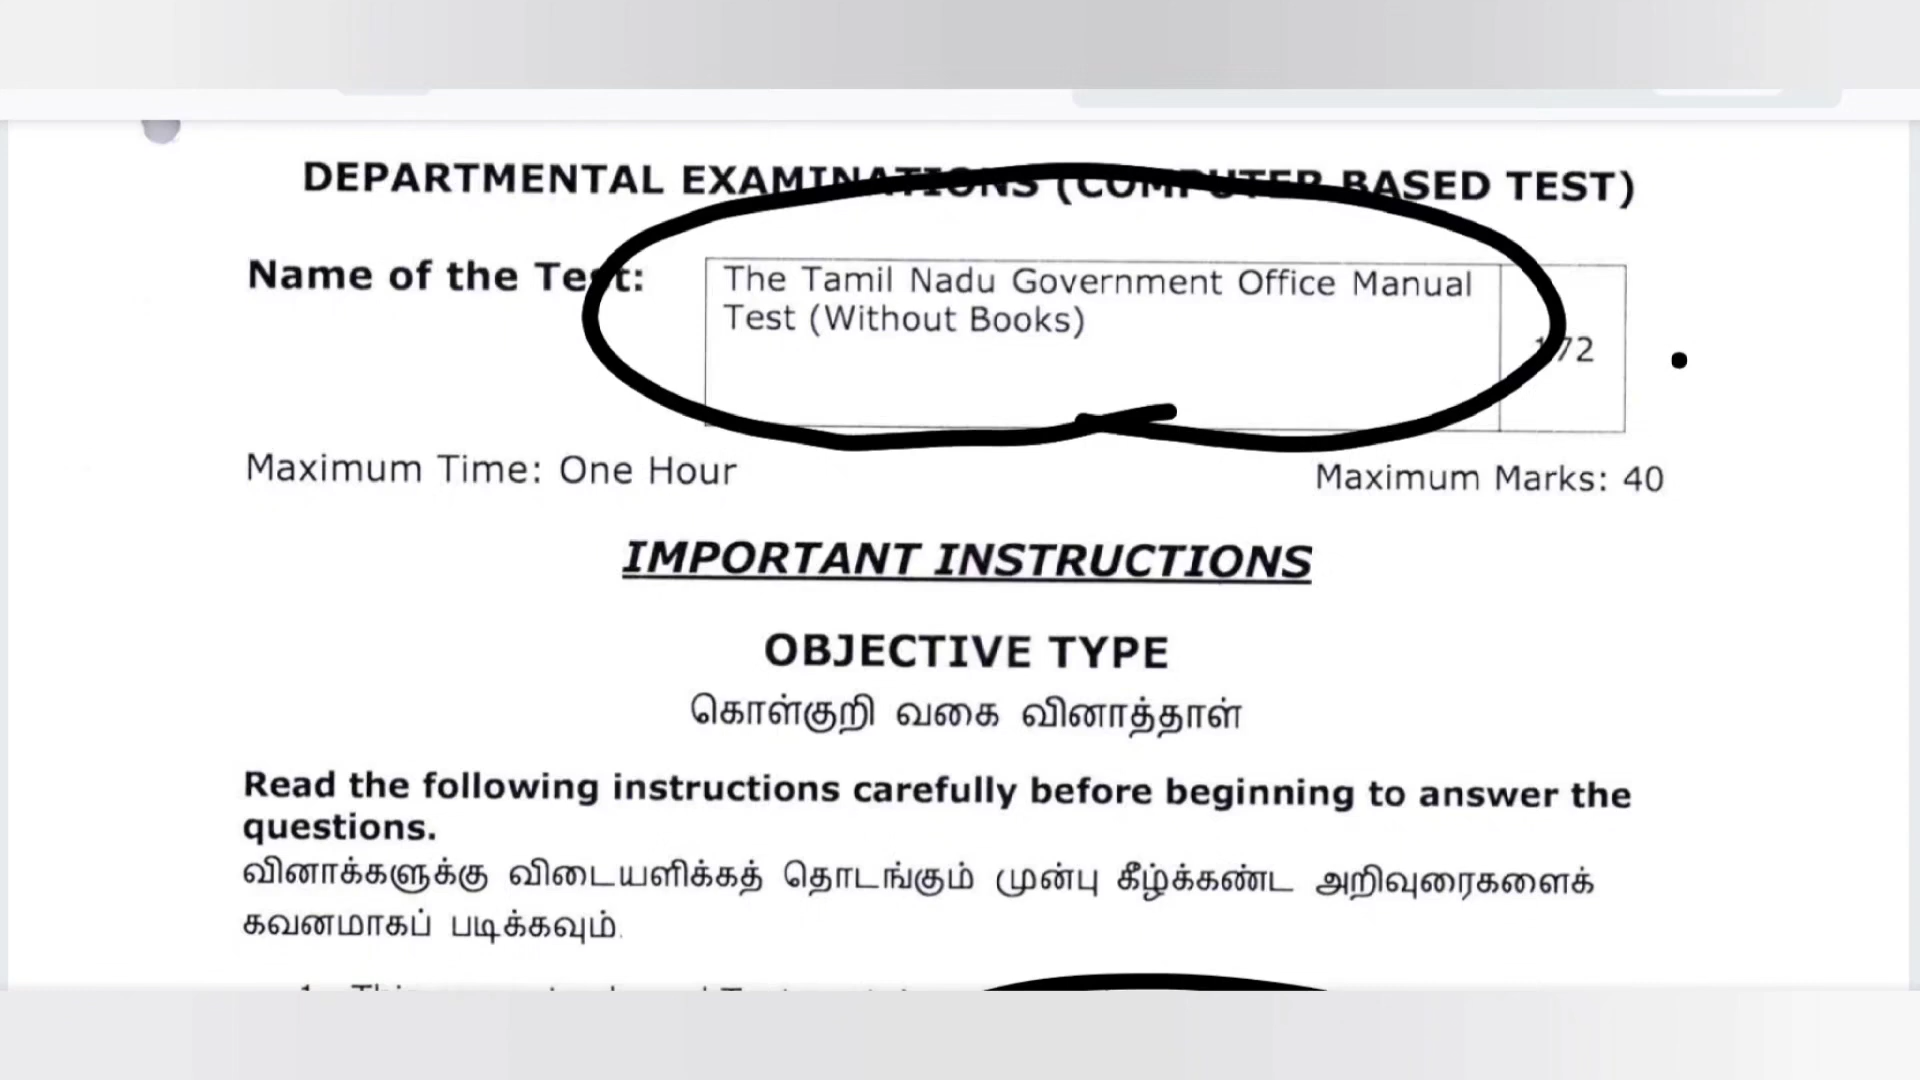 DEPARTMENTAL EXAMINATIONS (COMPUTER BASED TEST)
Name of the Test:
The Tamil Nadu Government Office Manual
Test (Without Books)
172
Maximum Time: One Hour
Maximum Marks: 40
IMPORTANT INSTRUCTIONS
OBJECTIVE TYPE
கொள்குறி வகை வினாத்தாள்
Read the following instructions carefully before beginning to answer the
questions.
வினாக்களுக்கு விடையளிக்கத் தொடங்கும் முன்பு கீழ்க்கண்ட அறிவுரைகளைக்
கவனமாகப் படிக்கவும்.